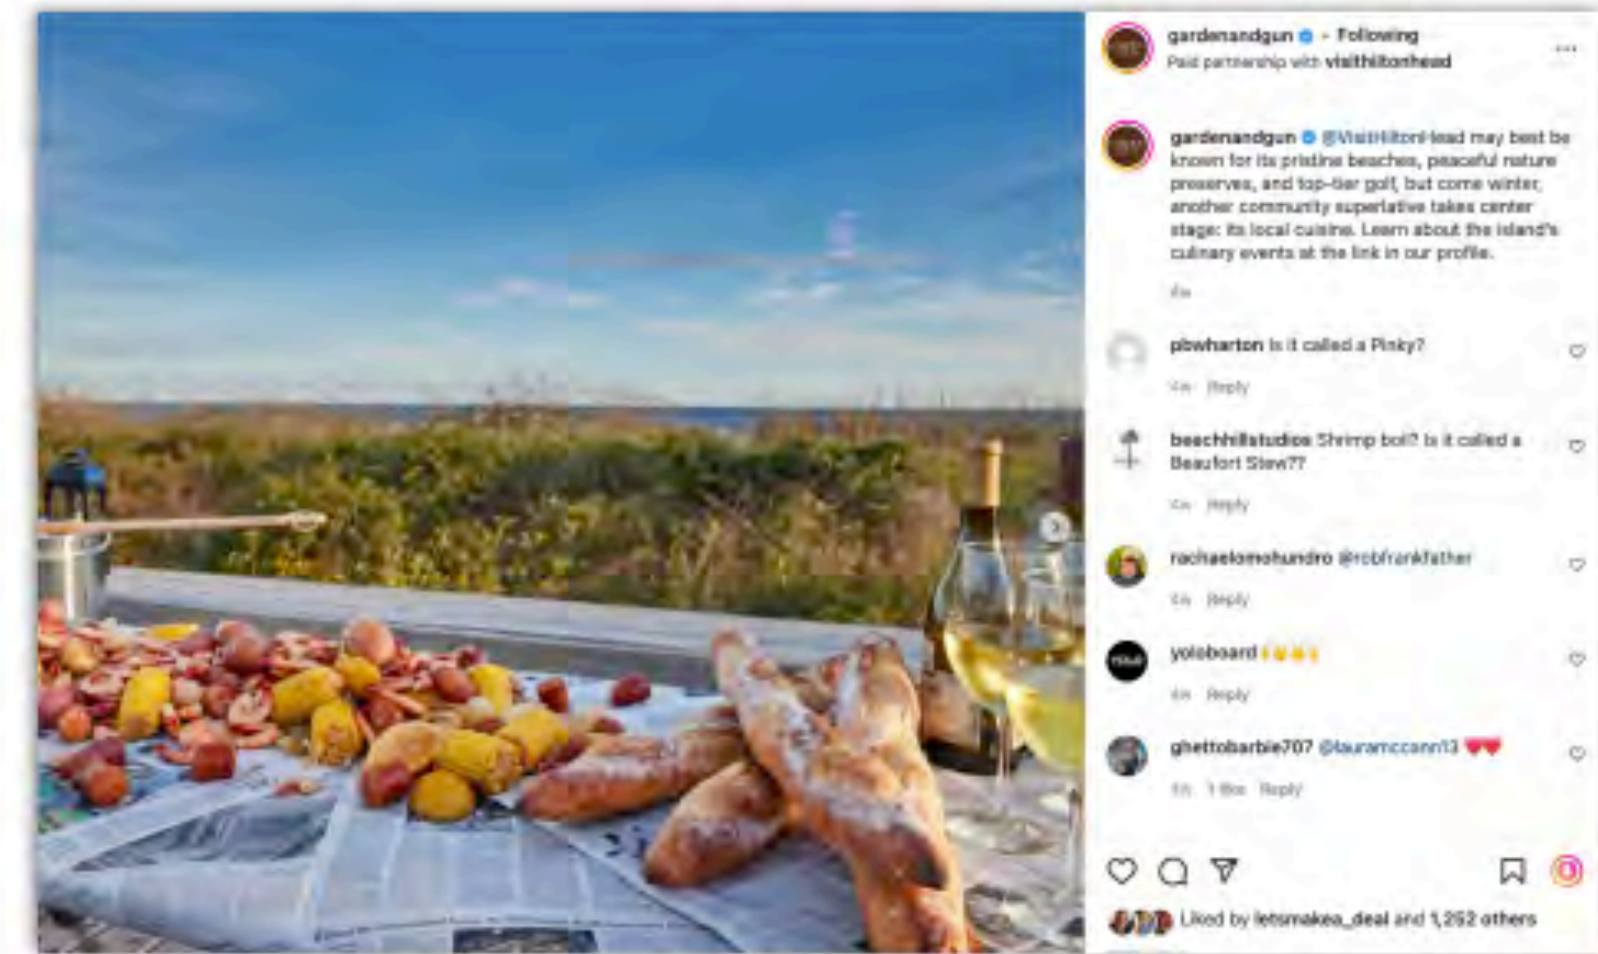 gardenandgun • Following
Paid partnership with visithiltonhead
gardenandgun @VisitHiltonHead may best be
known for its pristine beaches, peaceful nature
preserves, and top-tier golf, but come winter,
another community superlative takes center
stage: its local cuisine. Learn about the island's
culinary events at the link in our profile.
pbwharton Is it called a Pinky?
Reply
beachhillstudios Shrimp boil? Is it called a
Beaufort Stew??
Reply
rachaelomohundro @robfrankfather
Reply
yoloboard
Reply
ghettobarbie707 @lauramccann13 ❤️❤️
1 like Reply
Liked by letsmakea_deal and 1,252 others